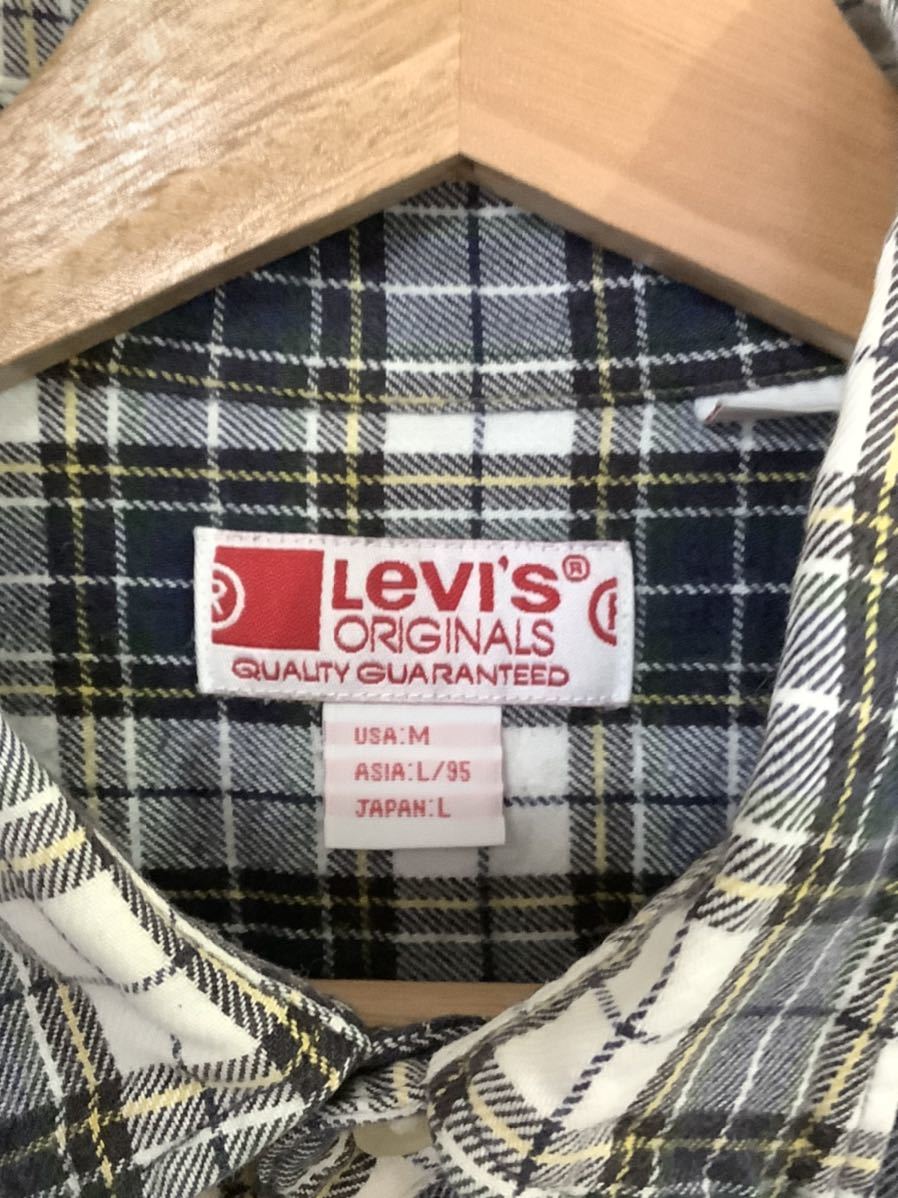 ® LEVI'S® ®
ORIGINALS
QUALITY GUARANTEED
USA:M
ASIA:L/95
JAPAN:L